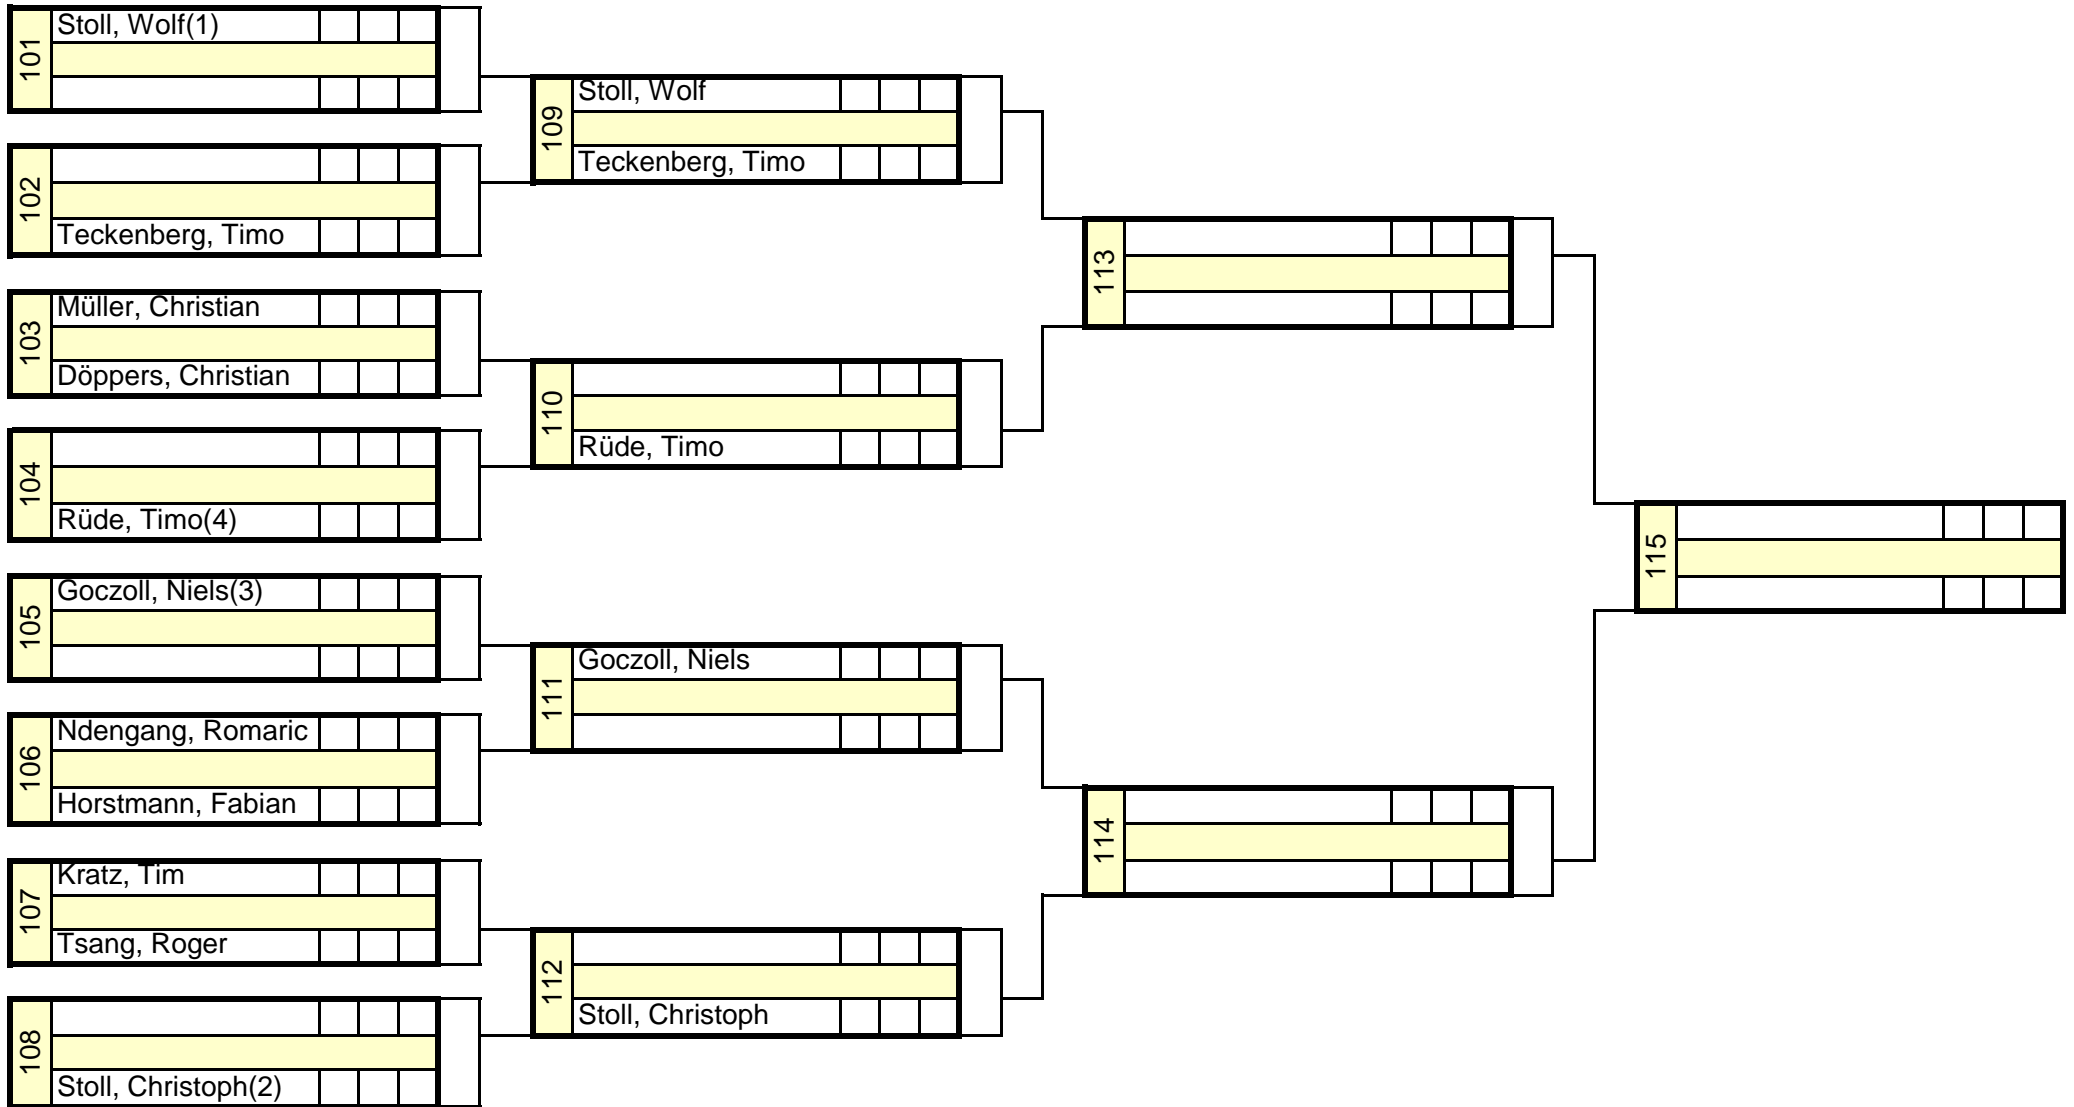 101
Stoll, Wolf(1)
102
Teckenberg, Timo
103
Müller, Christian
Döppers, Christian
104
Rüde, Timo(4)
105
Goczoll, Niels(3)
106
Ndengang, Romaric
Horstmann, Fabian
107
Kratz, Tim
Tsang, Roger
108
Stoll, Christoph(2)
109
Stoll, Wolf
Teckenberg, Timo
110
Rüde, Timo
111
Goczoll, Niels
112
Stoll, Christoph
113
114
115